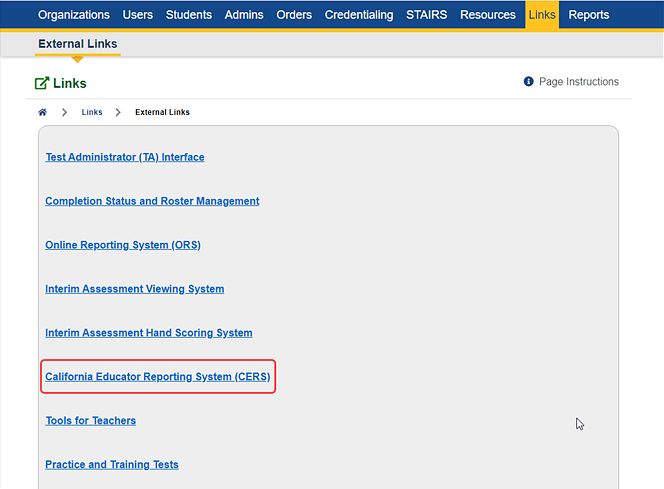 Organizations Users Students Admins Orders Credentialing STAIRS Resources Links Reports
External Links
Links
Page Instructions
Links External Links
Test Administrator (TA) Interface
Completion Status and Roster Management
Online Reporting System (ORS)
Interim Assessment Viewing System
Interim Assessment Hand Scoring System
California Educator Reporting System (CERS)
Tools for Teachers
Practice and Training Tests